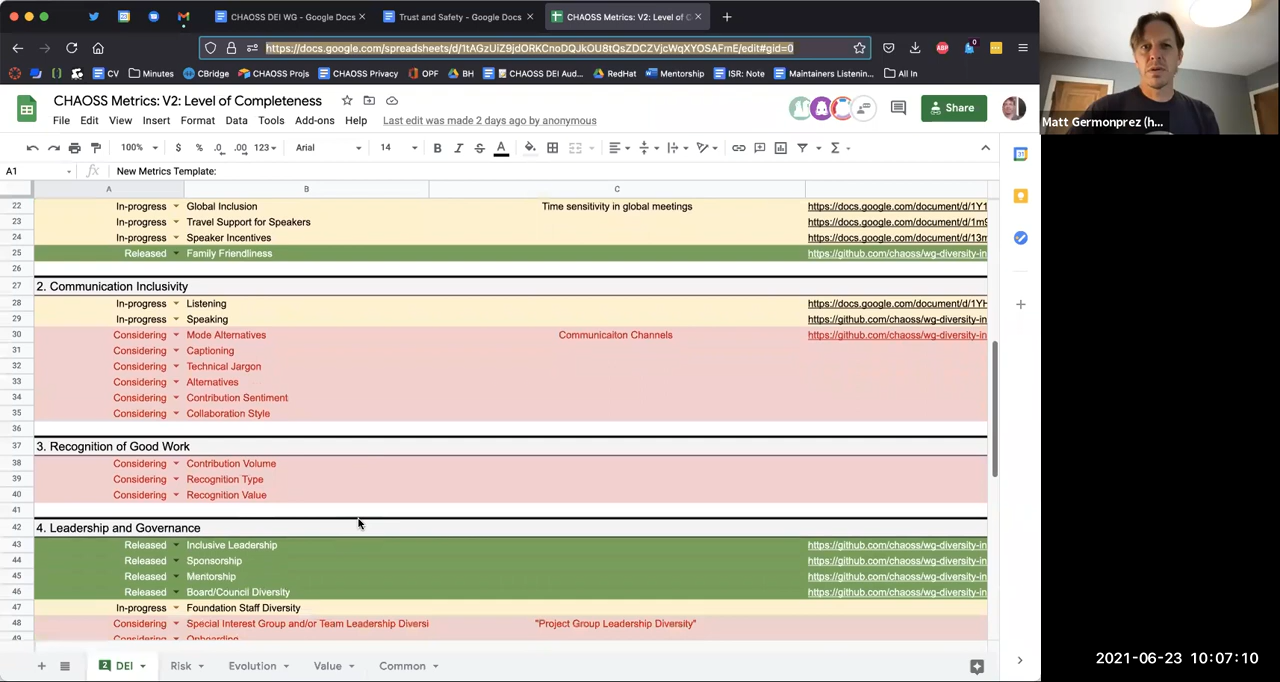 CHAOSS DEI WG - Google Docs
Trust and Safety - Google Docs
CHAOSS Metrics: V2: Level of C
https://docs.google.com/spreadsheets/d/1tAGzUiZ9jdORKCnoDQJkOU8tQsZDCZVjcWqXYOSAFmE/edit#gid=0
CV Minutes CBridge CHAOSS Projs CHAOSS Privacy OPF BH CHAOSS DEI Aud... RedHat Mentorship ISR: Note Maintainers Listenin... All In
CHAOSS Metrics: V2: Level of Completeness
Share
File Edit View Insert Format Data Tools Add-ons Help Last edit was made 2 days ago by anonymous
100% $ % .0 .00 123 Arial 14 B I S A
A1 fx New Metrics Template:
A B C
22 In-progress Global Inclusion Time sensitivity in global meetings https://docs.google.com/document/d/1Y1
23 In-progress Travel Support for Speakers https://docs.google.com/document/d/1m9
24 In-progress Speaker Incentives https://docs.google.com/document/d/13m
25 Released Family Friendliness https://github.com/chaoss/wg-diversity-in
26
27 2. Communication Inclusivity
28 In-progress Listening https://docs.google.com/document/d/1YH
29 In-progress Speaking https://github.com/chaoss/wg-diversity-in
30 Considering Mode Alternatives Communicaiton Channels https://github.com/chaoss/wg-diversity-in
31 Considering Captioning
32 Considering Technical Jargon
33 Considering Alternatives
34 Considering Contribution Sentiment
35 Considering Collaboration Style
36
37 3. Recognition of Good Work
38 Considering Contribution Volume
39 Considering Recognition Type
40 Considering Recognition Value
41
42 4. Leadership and Governance
43 Released Inclusive Leadership https://github.com/chaoss/wg-diversity-in
44 Released Sponsorship https://github.com/chaoss/wg-diversity-in
45 Released Mentorship https://github.com/chaoss/wg-diversity-in
46 Released Board/Council Diversity https://github.com/chaoss/wg-diversity-in
47 In-progress Foundation Staff Diversity
48 Considering Special Interest Group and/or Team Leadership Diversi "Project Group Leadership Diversity"
49 Considering Onboarding
2 DEI Risk Evolution Value Common
Matt Germonprez (h...
2021-06-23 10:07:10